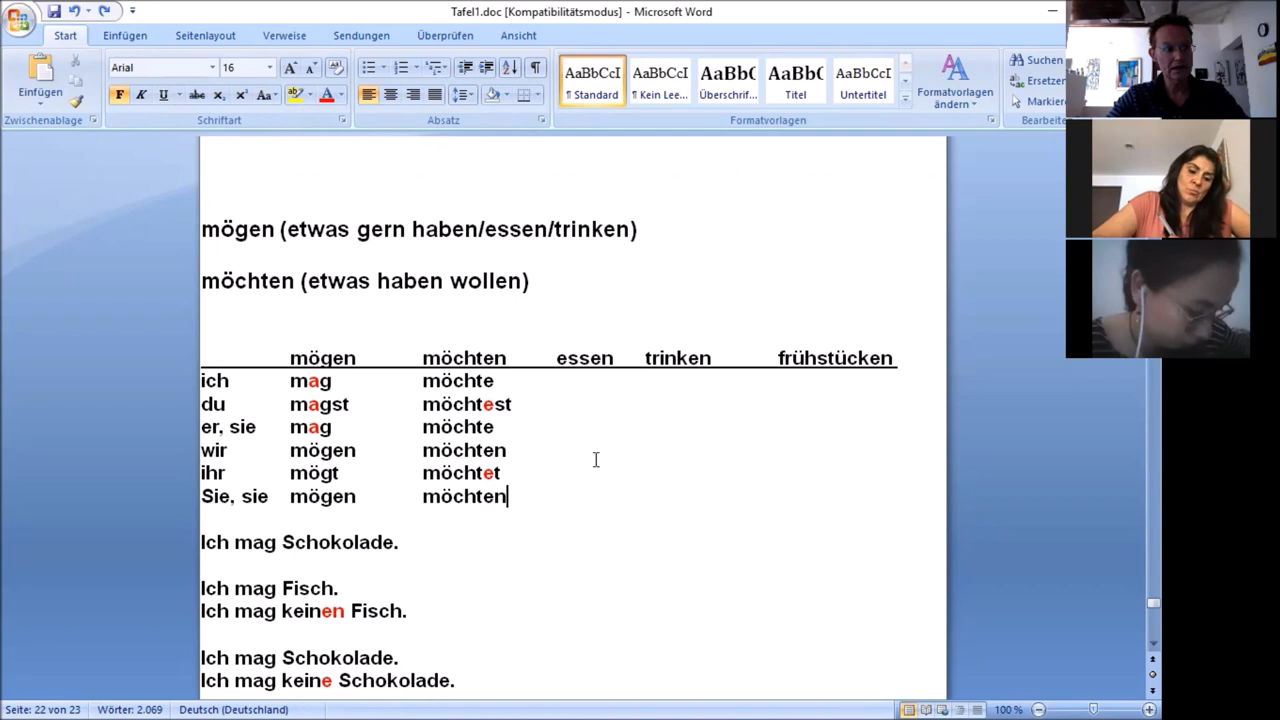 Tafel1.doc [Kompatibilitätsmodus] - Microsoft Word
Start Einfügen Seitenlayout Verweise Sendungen Überprüfen Ansicht
Arial 16
AaBbCcI AaBbCcI AaBbC AaBbC AaBbCcI
Suchen
Ersetzen
Markieren
Einfügen
F K U abc x₂ x² Aa
¶ Standard ¶ Kein Lee... Überschrif... Titel Untertitel
Formatvorlagen
ändern
Zwischenablage Schriftart Absatz Formatvorlagen Bearbeite
mögen (etwas gern haben/essen/trinken)
möchten (etwas haben wollen)
mögen möchten essen trinken frühstücken
ich mag möchte
du magst möchtest
er, sie mag möchte
wir mögen möchten
ihr mögt möchtet
Sie, sie mögen möchten
Ich mag Schokolade.
Ich mag Fisch.
Ich mag keinen Fisch.
Ich mag Schokolade.
Ich mag keine Schokolade.
Seite: 22 von 23 Wörter: 2.069 Deutsch (Deutschland) 100 %